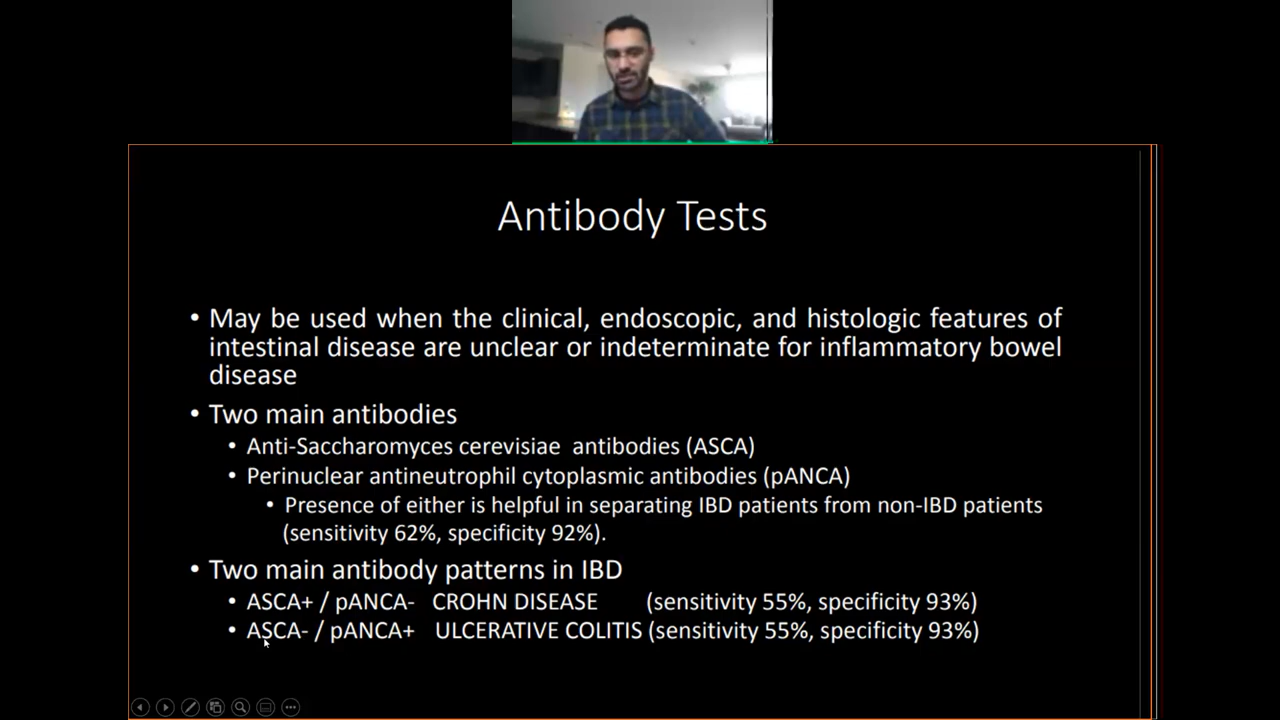 Antibody Tests
• May be used when the clinical, endoscopic, and histologic features of
intestinal disease are unclear or indeterminate for inflammatory bowel
disease
• Two main antibodies
• Anti-Saccharomyces cerevisiae antibodies (ASCA)
• Perinuclear antineutrophil cytoplasmic antibodies (pANCA)
• Presence of either is helpful in separating IBD patients from non-IBD patients
(sensitivity 62%, specificity 92%).
• Two main antibody patterns in IBD
• ASCA+ / pANCA- CROHN DISEASE (sensitivity 55%, specificity 93%)
• ASCA- / pANCA+ ULCERATIVE COLITIS (sensitivity 55%, specificity 93%)